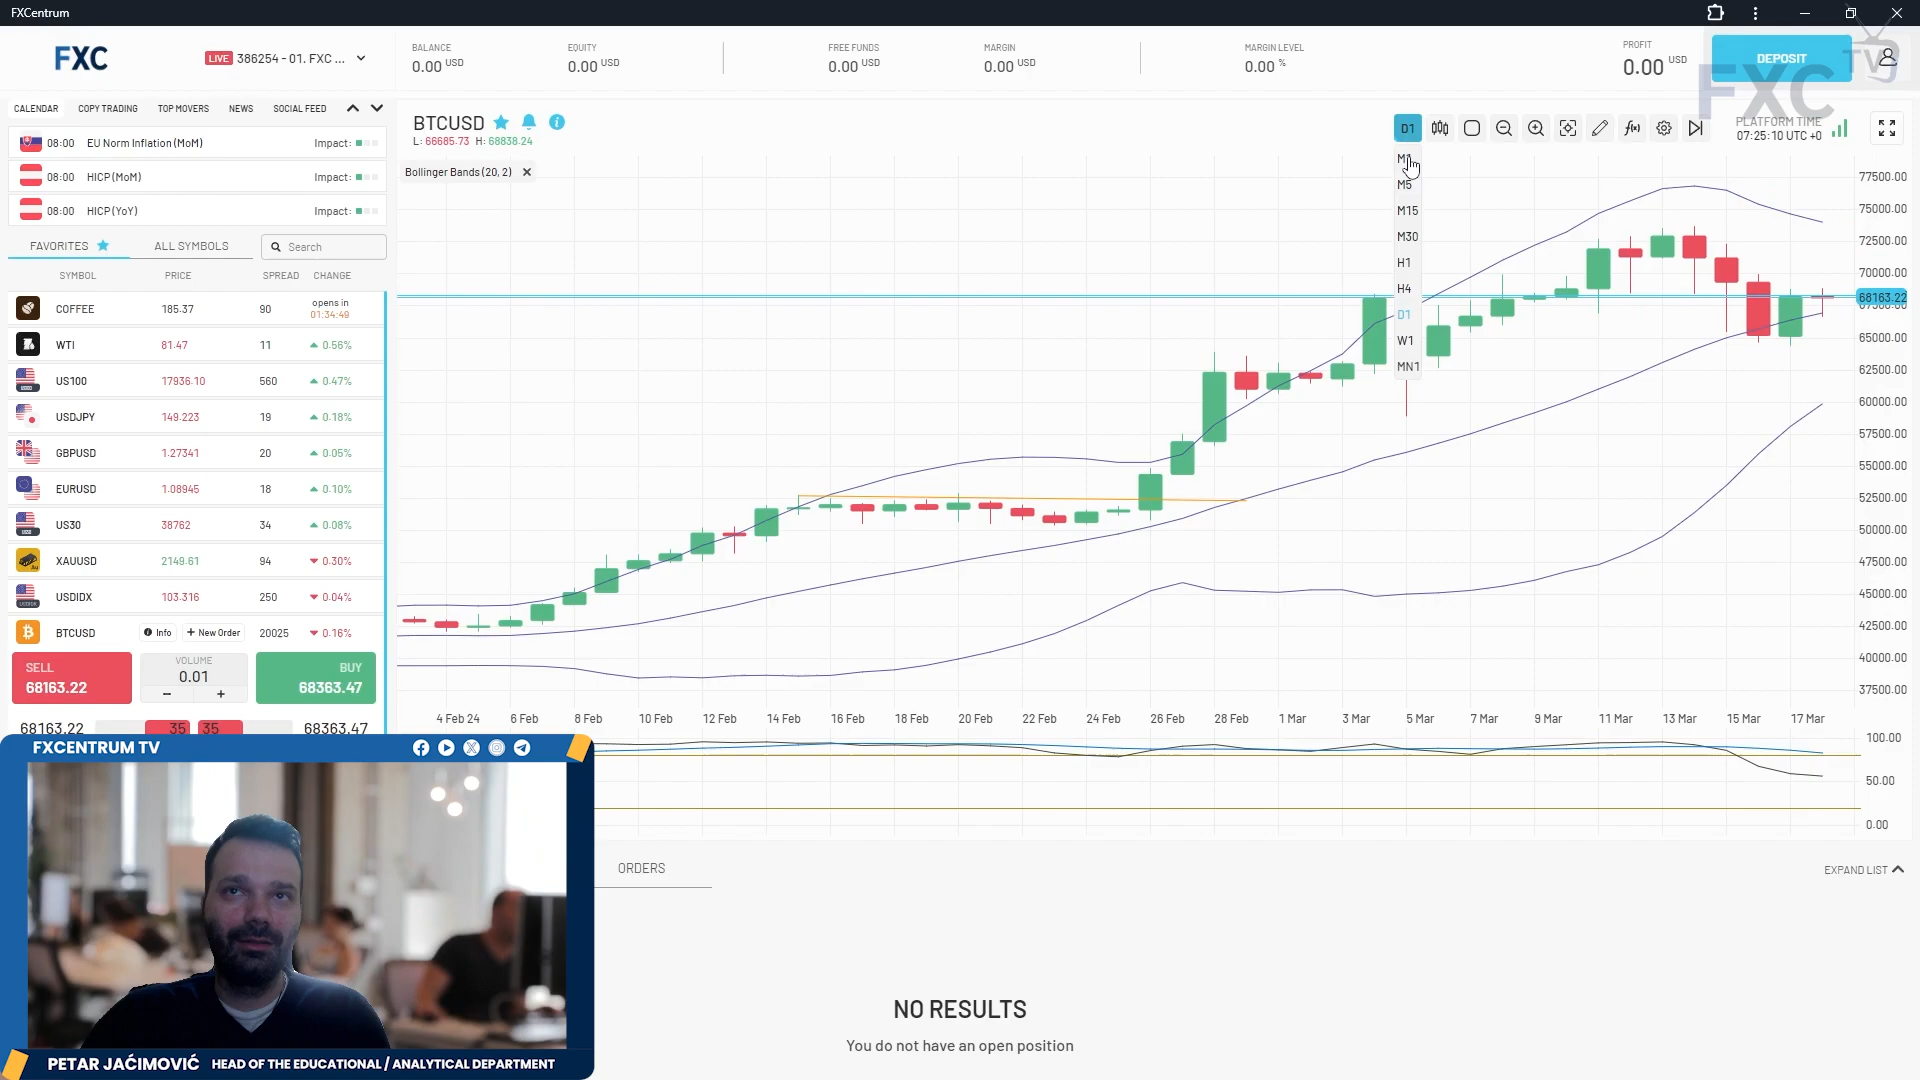 FXCentrum
FXC
LIVE 386254 - 01. FXC ...
BALANCE
0.00 USD
EQUITY
0.00 USD
FREE FUNDS
0.00 USD
MARGIN
0.00 USD
MARGIN LEVEL
0.00 %
PROFIT
0.00 USD
DEPOSIT
FXC TV
CALENDAR COPY TRADING TOP MOVERS NEWS SOCIAL FEED
08:00 EU Norm Inflation (MoM) Impact:
08:00 HICP (MoM) Impact:
08:00 HICP (YoY) Impact:
FAVORITES ALL SYMBOLS Search
SYMBOL PRICE SPREAD CHANGE
COFFEE 185.37 90 opens in 01:34:49
WTI 81.47 11 0.56%
US100 17936.10 560 0.47%
USDJPY 149.223 19 0.18%
GBPUSD 1.27341 20 0.05%
EURUSD 1.08945 18 0.10%
US30 38762 34 0.08%
XAUUSD 2149.61 94 0.30%
USDIDX 103.316 250 0.04%
BTCUSD Info + New Order 20025 0.16%
SELL
68163.22
VOLUME
0.01
− +
BUY
68363.47
68163.22 35 35 68363.47
BTCUSD
L: 66685.73 H: 68838.24
Bollinger Bands (20, 2)
D1
M1
M5
M15
M30
H1
H4
D1
W1
MN1
PLATFORM TIME
07:25:10 UTC +0
77500.00
75000.00
72500.00
70000.00
68163.22
65000.00
62500.00
60000.00
57500.00
55000.00
52500.00
50000.00
47500.00
45000.00
42500.00
40000.00
37500.00
4 Feb 24 6 Feb 8 Feb 10 Feb 12 Feb 14 Feb 16 Feb 18 Feb 20 Feb 22 Feb 24 Feb 26 Feb 28 Feb 1 Mar 3 Mar 5 Mar 7 Mar 9 Mar 11 Mar 13 Mar 15 Mar 17 Mar
100.00
50.00
0.00
ORDERS
EXPAND LIST
NO RESULTS
You do not have an open position
FXCENTRUM TV
PETAR JAĆIMOVIĆ HEAD OF THE EDUCATIONAL / ANALYTICAL DEPARTMENT